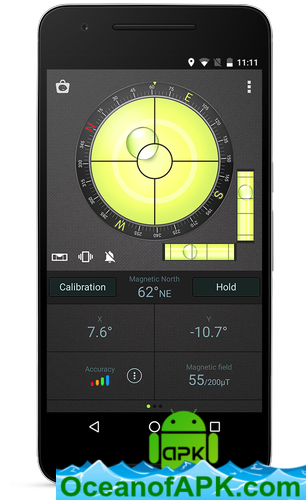 11:11
60
N
E
S
W
Calibration
Magnetic North
62°NE
Hold
X
7.6°
Y
-10.7°
Accuracy
Magnetic field
55/200µT
APK
OceanofAPK.com